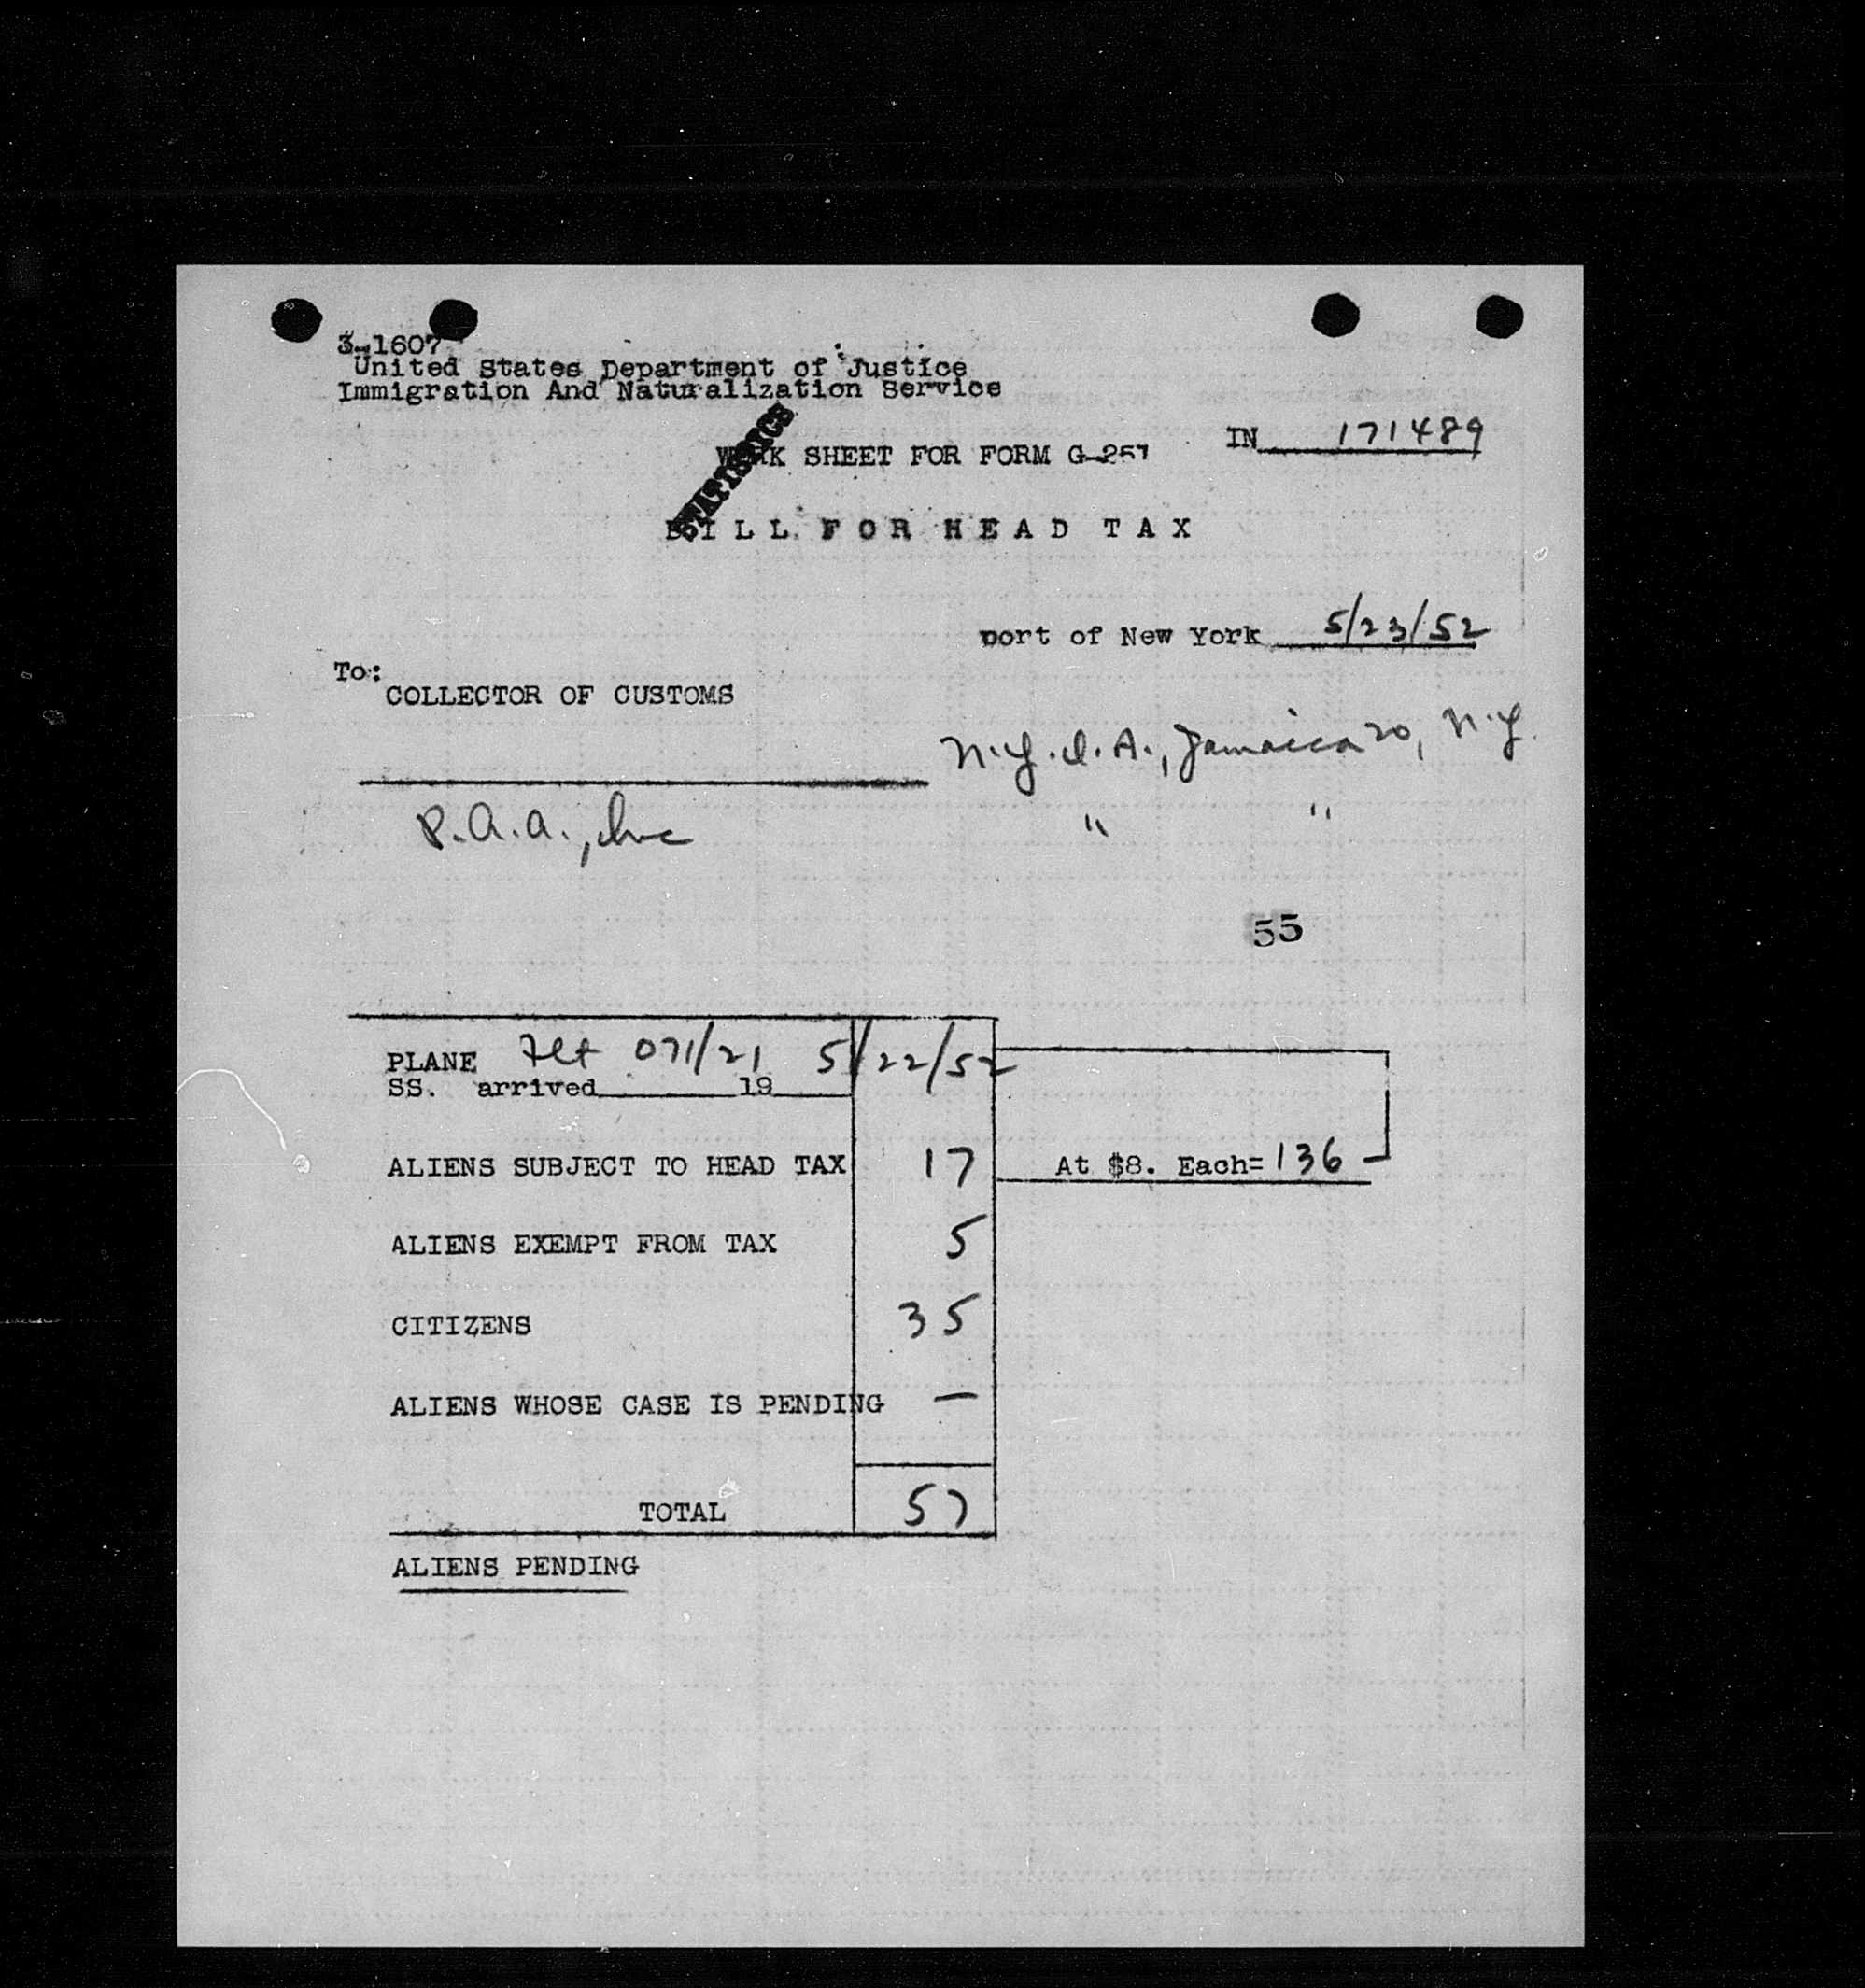 3-1607
United States Department of Justice
Immigration And Naturalization Service
STATISTICS
WORK SHEET FOR FORM G-257
IN 171489
BILL FOR HEAD TAX
port of New York 5/23/52
To:
COLLECTOR OF CUSTOMS
N.Y.I.A., Jamaica 20, N.Y.
P.A.A., Inc " "
55
PLANE Flt 071/21 5/22/52
SS. arrived 19
ALIENS SUBJECT TO HEAD TAX 17 At $8. Each= 136
ALIENS EXEMPT FROM TAX 5
CITIZENS 35
ALIENS WHOSE CASE IS PENDING —
TOTAL 57
ALIENS PENDING